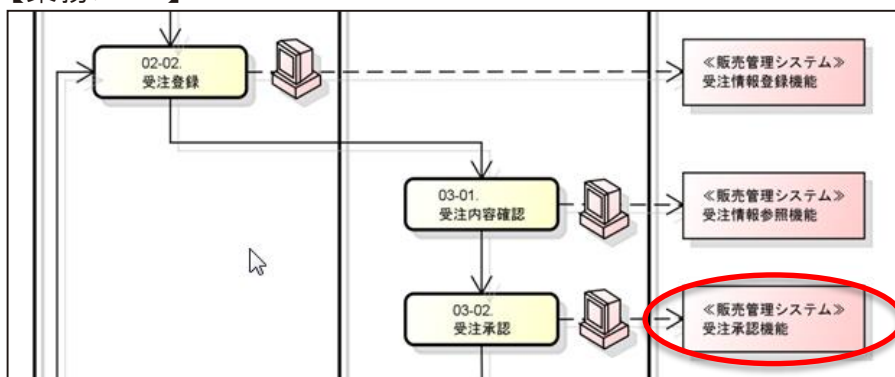 02-02.
受注登録
≪販売管理システム≫
受注情報登録機能
03-01.
受注内容確認
≪販売管理システム≫
受注情報参照機能
03-02.
受注承認
≪販売管理システム≫
受注承認機能